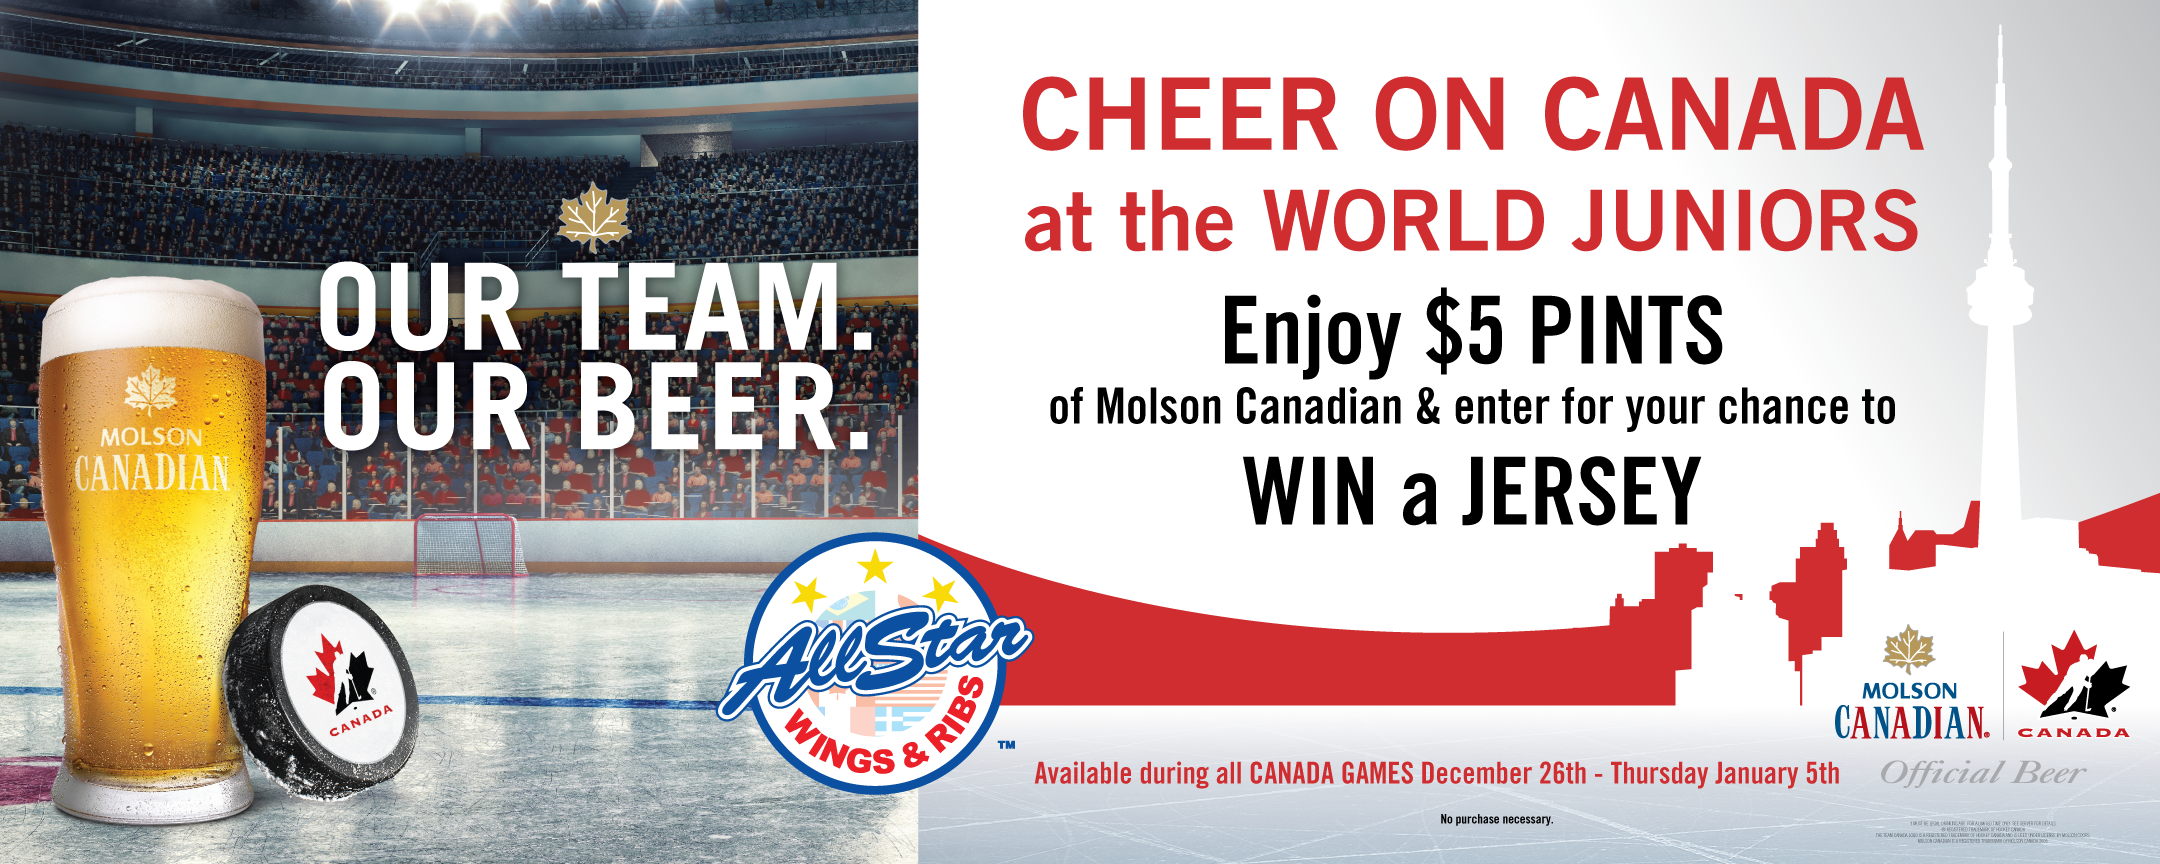 OUR TEAM.
OUR BEER.
MOLSON
CANADIAN
CANADA
AllStar
WINGS & RIBS
TM
CHEER ON CANADA
at the WORLD JUNIORS
Enjoy $5 PINTS
of Molson Canadian & enter for your chance to
WIN a JERSEY
MOLSON
CANADIAN®
CANADA
Official Beer
Available during all CANADA GAMES December 26th - Thursday January 5th
No purchase necessary.